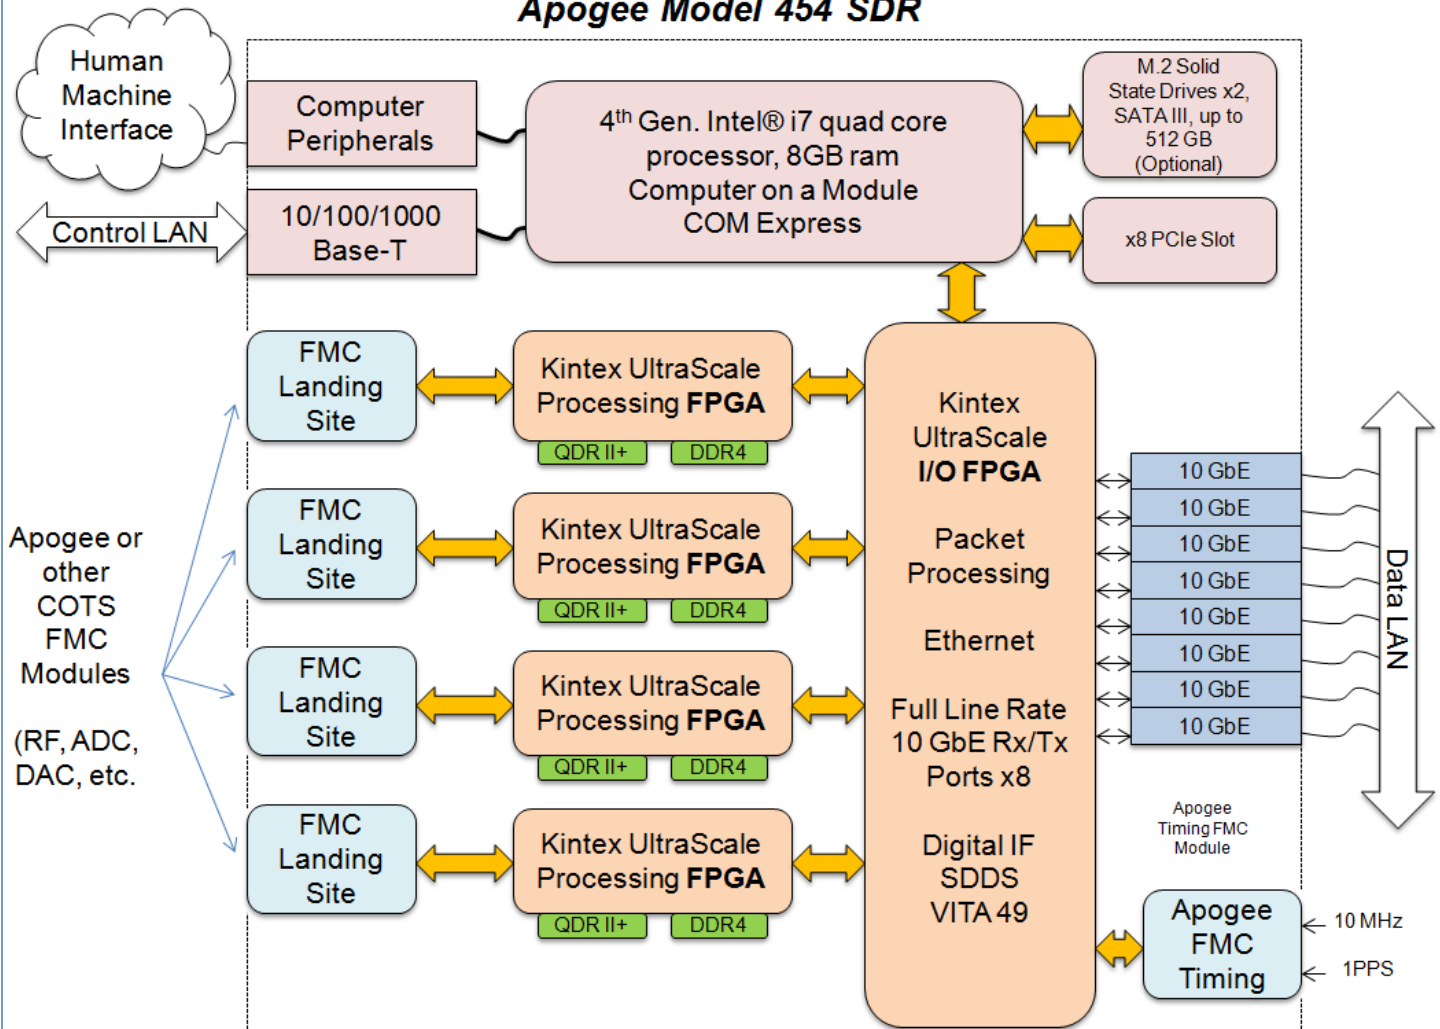 Apogee Model 454 SDR
Human
Machine
Interface
Computer
Peripherals
4th Gen. Intel® i7 quad core
processor, 8GB ram
Computer on a Module
COM Express
M.2 Solid
State Drives x2,
SATA III, up to
512 GB
(Optional)
Control LAN
10/100/1000
Base-T
x8 PCIe Slot
FMC
Landing
Site
Kintex UltraScale
Processing FPGA
QDR II+
DDR4
FMC
Landing
Site
Kintex UltraScale
Processing FPGA
QDR II+
DDR4
FMC
Landing
Site
Kintex UltraScale
Processing FPGA
QDR II+
DDR4
FMC
Landing
Site
Kintex UltraScale
Processing FPGA
QDR II+
DDR4
Apogee or
other
COTS
FMC
Modules
(RF, ADC,
DAC, etc.
Kintex
UltraScale
I/O FPGA
Packet
Processing
Ethernet
Full Line Rate
10 GbE Rx/Tx
Ports x8
Digital IF
SDDS
VITA 49
10 GbE
10 GbE
10 GbE
10 GbE
10 GbE
10 GbE
10 GbE
10 GbE
Data LAN
Apogee
Timing FMC
Module
Apogee
FMC
Timing
10 MHz
1PPS